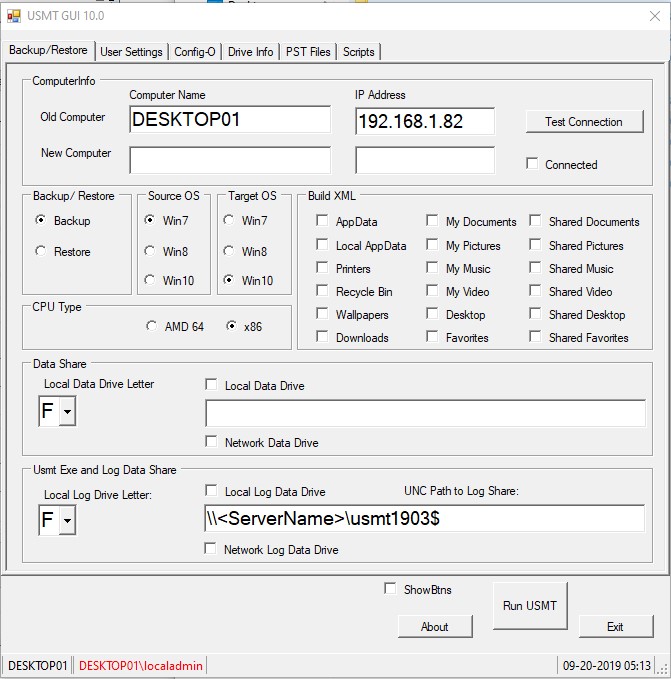 USMT GUI 10.0
Backup/Restore User Settings Config-O Drive Info PST Files Scripts
ComputerInfo
Computer Name IP Address
Old Computer DESKTOP01 192.168.1.82 Test Connection
New Computer Connected
Backup/ Restore Source OS Target OS Build XML
Backup Win7 Win7 AppData My Documents Shared Documents
Restore Win8 Win8 Local AppData My Pictures Shared Pictures
Printers My Music Shared Music
Win10 Win10 Recycle Bin My Video Shared Video
CPU Type Wallpapers Desktop Shared Desktop
AMD 64 x86 Downloads Favorites Shared Favorites
Data Share
Local Data Drive Letter Local Data Drive
F
Network Data Drive
Usmt Exe and Log Data Share
Local Log Drive Letter: Local Log Data Drive UNC Path to Log Share:
F \\<ServerName>\usmt1903$
Network Log Data Drive
ShowBtns
Run USMT
About Exit
DESKTOP01 DESKTOP01\localadmin 09-20-2019 05:13